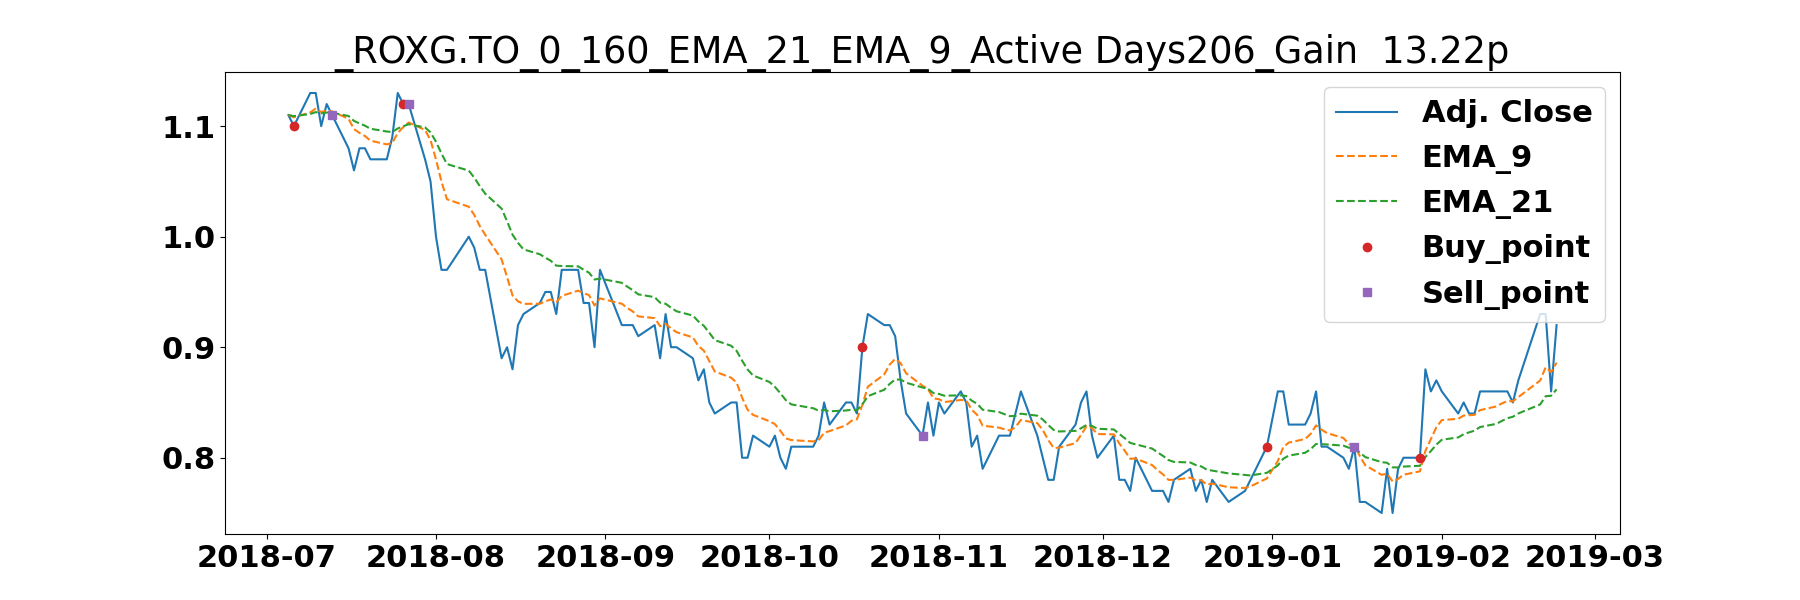 _ROXG.TO_0_160_EMA_21_EMA_9_Active Days206_Gain  13.22p
Adj. Close
EMA_9
EMA_21
Buy_point
Sell_point
1.1
1.0
0.9
0.8
2018-07 2018-08 2018-09 2018-10 2018-11 2018-12 2019-01 2019-02 2019-03